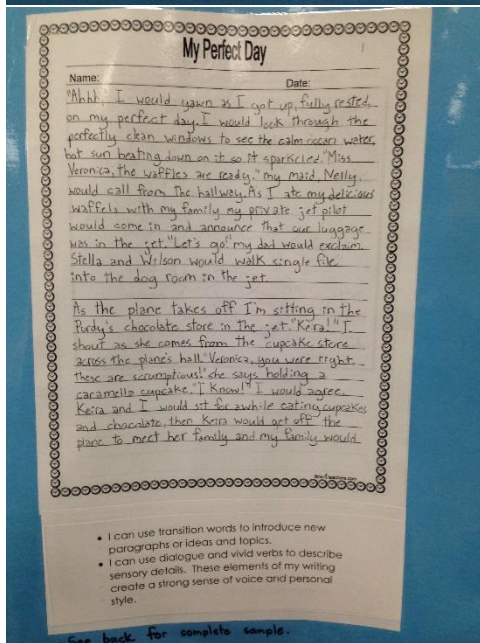 My Perfect Day
Name:
Date:
"Ahhh, I would yawn as I got up, fully rested,
on my perfect day. I would look through the
perfectly clean windows to see the calm ocean water,
hot sun beating down on it so it sparkeled. "Miss
Veronica, the waffles are ready." my maid, Nelly,
would call from the hallway. As I ate my delicious
waffels with my family my private jet pilot
would come in and announce that our luggage
was in the jet. "Let's go!" my dad would exclaim.
Stella and Wilson would walk single file
into the dog room in the jet.
As the plane takes off I'm sitting in the
Purdy's chocolate store in the jet. "Keira!" I
shout as she comes from the cupcake store
across the plane's hall. "Veronica, you were right,
these are scrumptious!" she says holding a
caramello cupcake. "I Know!" I would agree.
Keira and I would sit for awhile eating cupcakes
and chocolate, then Keira would get off the
plane to meet her family and my family would
• I can use transition words to introduce new
paragraphs or ideas and topics.
• I can use dialogue and vivid verbs to describe
sensory details. These elements of my writing
create a strong sense of voice and personal
style.
See back for complete sample.